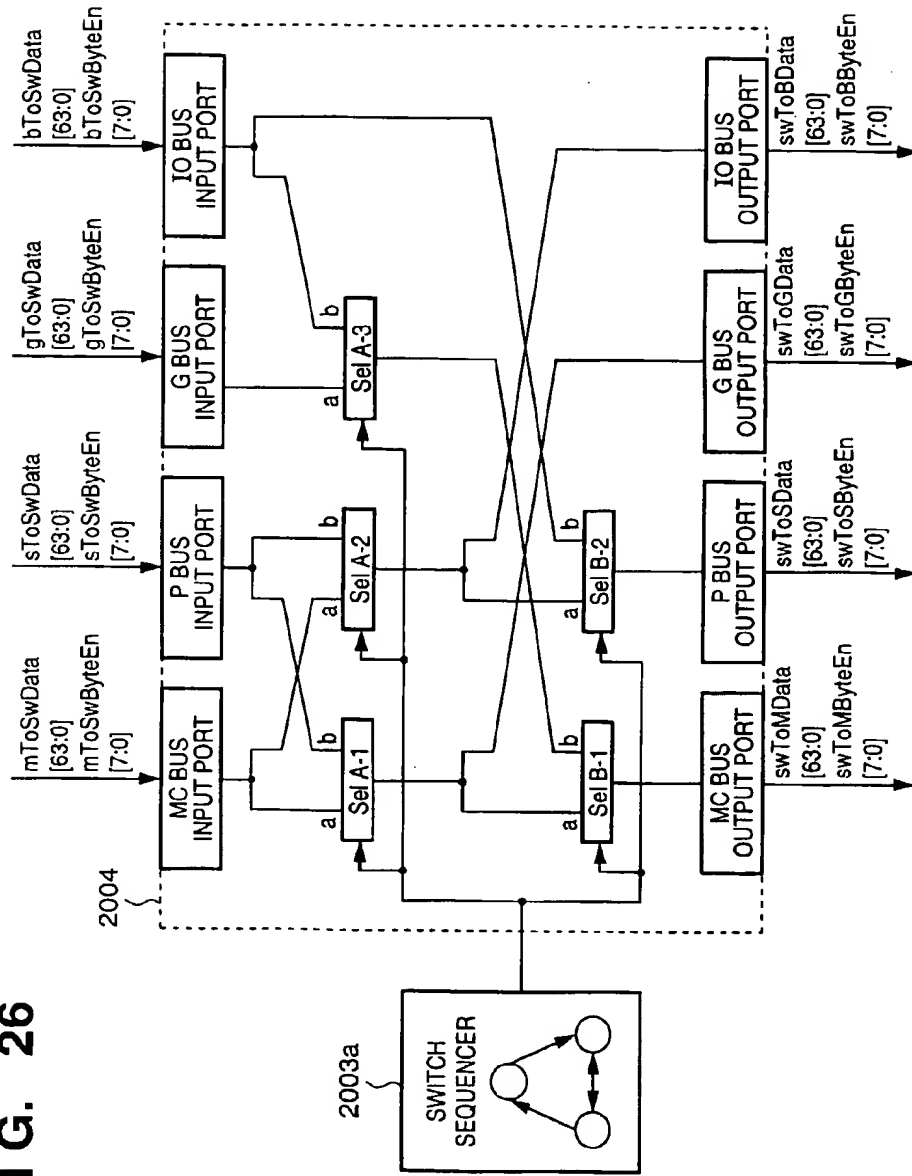 IG. 26
mToSwData
[63:0]
mToSwByteEn
[7:0]
sToSwData
[63:0]
sToSwByteEn
[7:0]
gToSwData
[63:0]
gToSwByteEn
[7:0]
bToSwData
[63:0]
bToSwByteEn
[7:0]
2004
MC BUS
INPUT PORT
P BUS
INPUT PORT
G BUS
INPUT PORT
IO BUS
INPUT PORT
a
b
Sel A-1
a
b
Sel A-2
a
b
Sel A-3
2003a
SWITCH
SEQUENCER
a
b
Sel B-1
a
b
Sel B-2
MC BUS
OUTPUT PORT
P BUS
OUTPUT PORT
G BUS
OUTPUT PORT
IO BUS
OUTPUT PORT
swToMData
[63:0]
swToMByteEn
[7:0]
swToSData
[63:0]
swToSByteEn
[7:0]
swToGData
[63:0]
swToGByteEn
[7:0]
swToBData
[63:0]
swToBByteEn
[7:0]